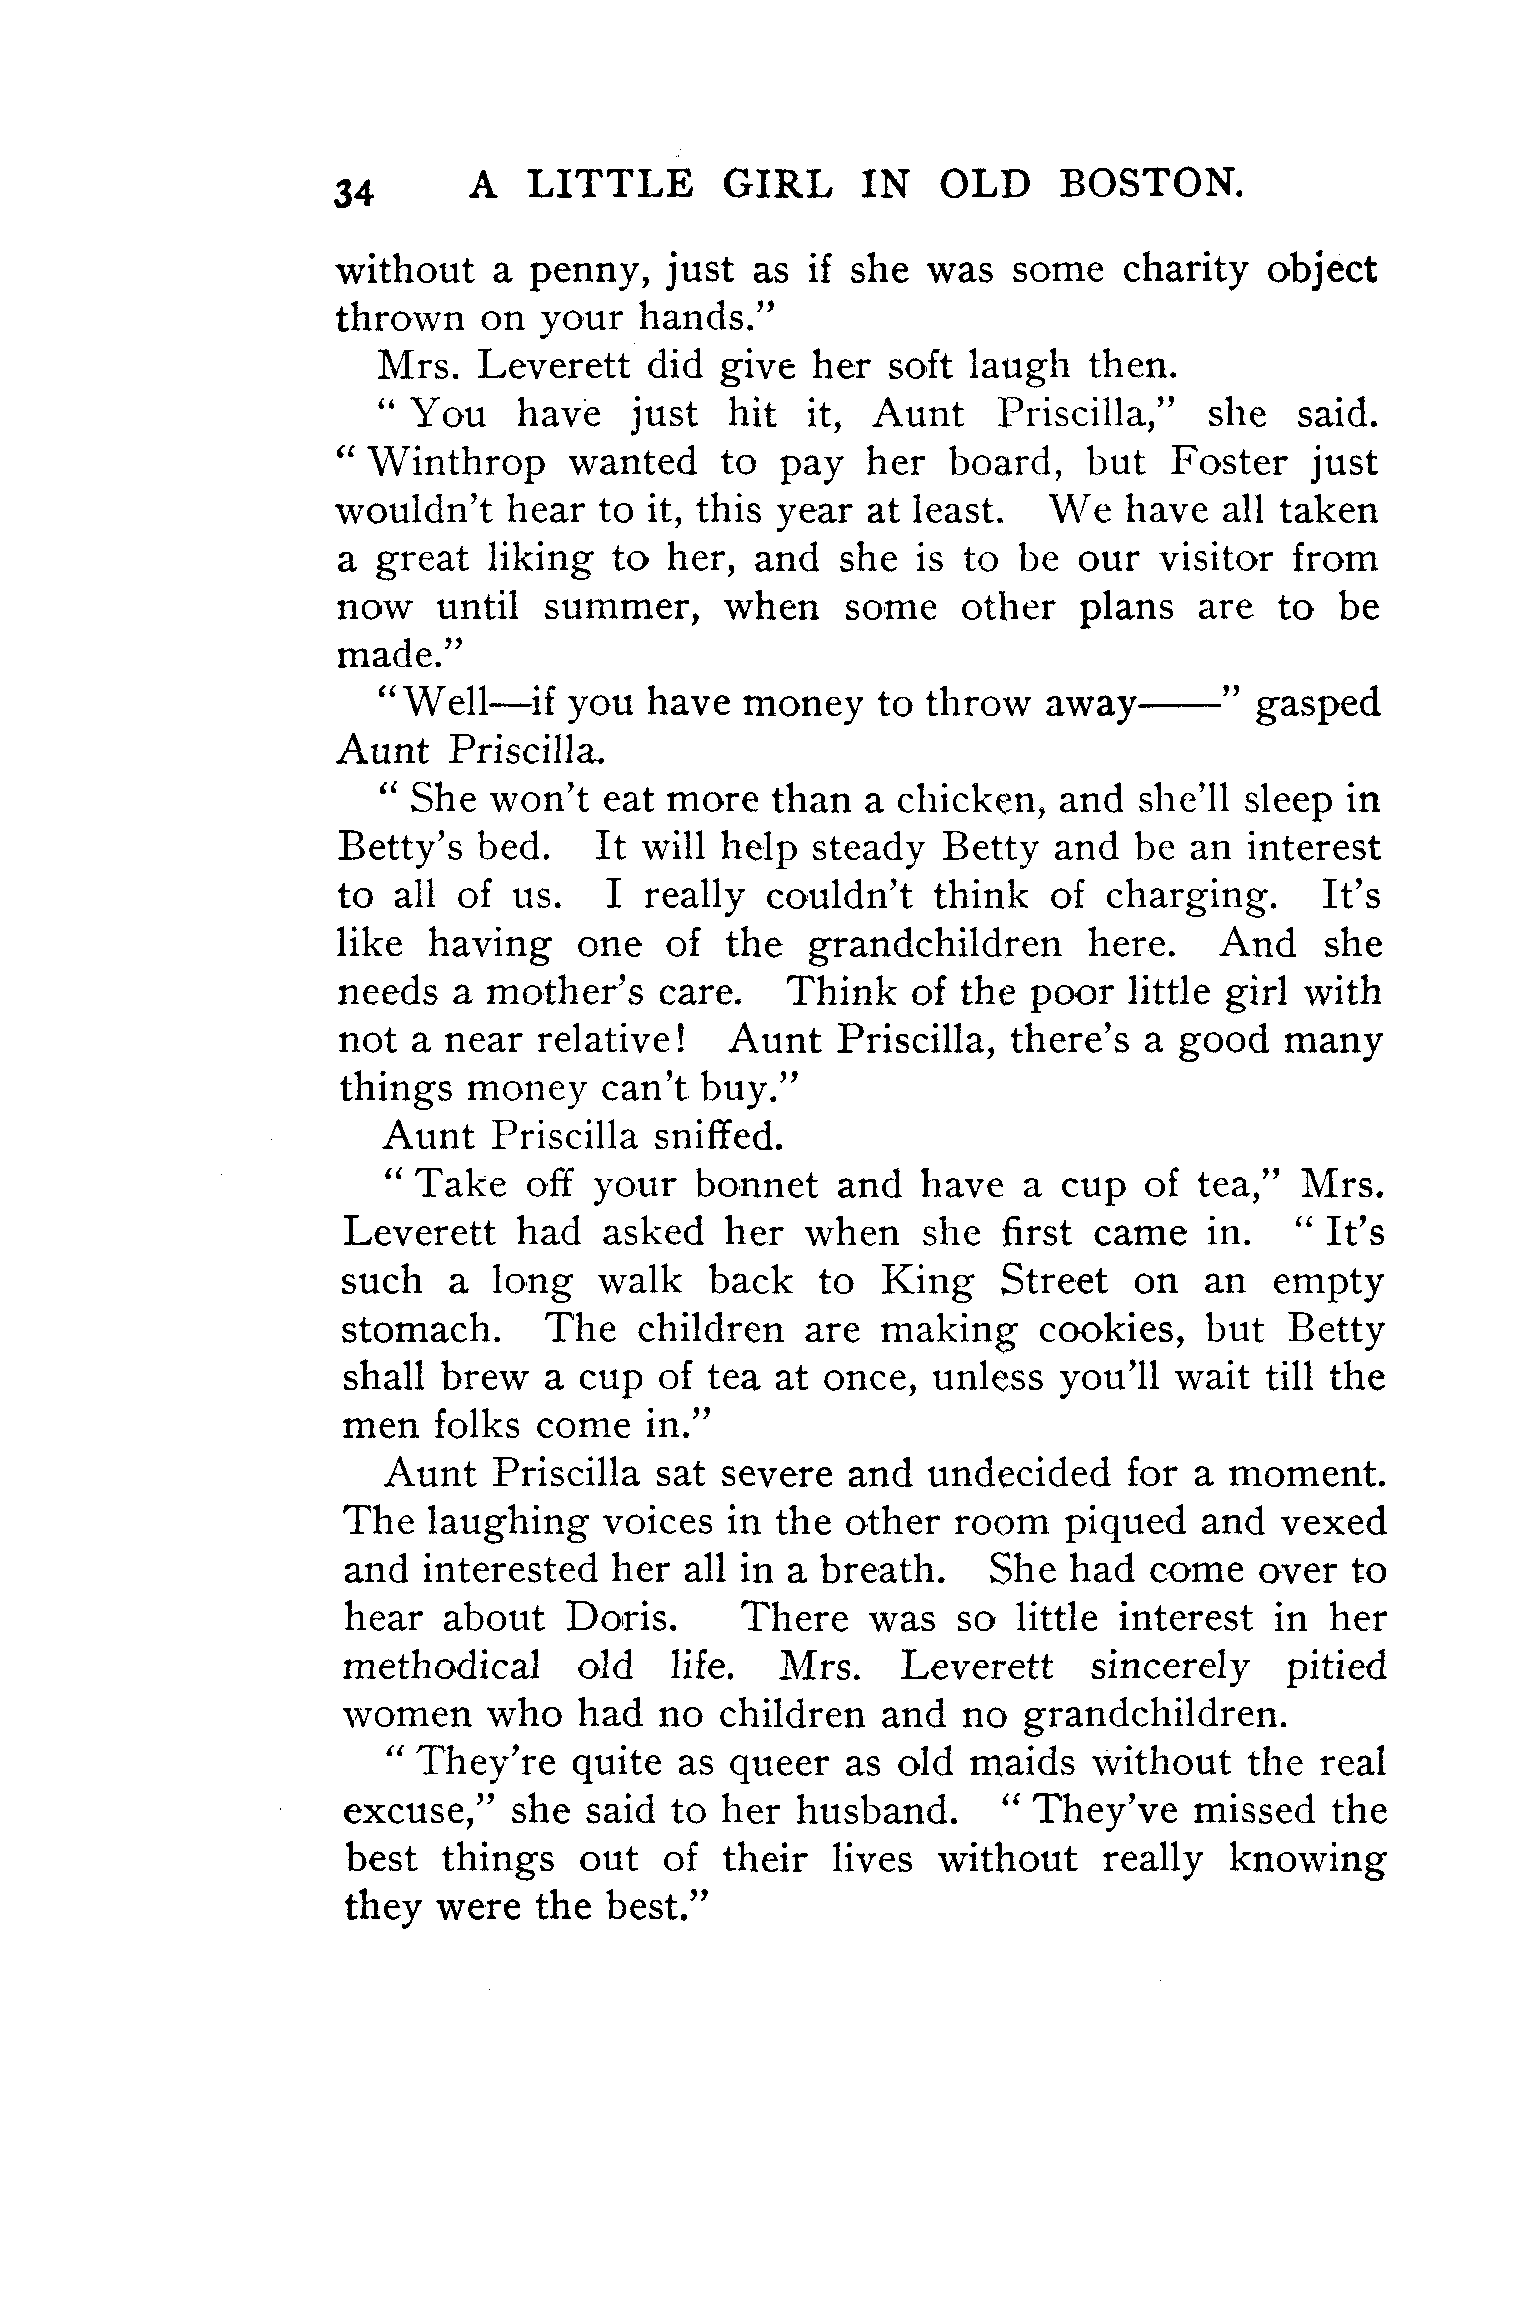 34 A LITTLE GIRL IN OLD BOSTON.
without a penny, just as if she was some charity object
thrown on your hands.”
Mrs. Leverett did give her soft laugh then.
“ You have just hit it, Aunt Priscilla,” she said.
“ Winthrop wanted to pay her board, but Foster just
wouldn’t hear to it, this year at least. We have all taken
a great liking to her, and she is to be our visitor from
now until summer, when some other plans are to be
made.”
“Well—if you have money to throw away——” gasped
Aunt Priscilla.
“ She won’t eat more than a chicken, and she’ll sleep in
Betty’s bed. It will help steady Betty and be an interest
to all of us. I really couldn’t think of charging. It’s
like having one of the grandchildren here. And she
needs a mother’s care. Think of the poor little girl with
not a near relative! Aunt Priscilla, there’s a good many
things money can’t buy.”
Aunt Priscilla sniffed.
“ Take off your bonnet and have a cup of tea,” Mrs.
Leverett had asked her when she first came in. “ It’s
such a long walk back to King Street on an empty
stomach. The children are making cookies, but Betty
shall brew a cup of tea at once, unless you’ll wait till the
men folks come in.”
Aunt Priscilla sat severe and undecided for a moment.
The laughing voices in the other room piqued and vexed
and interested her all in a breath. She had come over to
hear about Doris. There was so little interest in her
methodical old life. Mrs. Leverett sincerely pitied
women who had no children and no grandchildren.
“ They’re quite as queer as old maids without the real
excuse,” she said to her husband. “ They’ve missed the
best things out of their lives without really knowing
they were the best.”